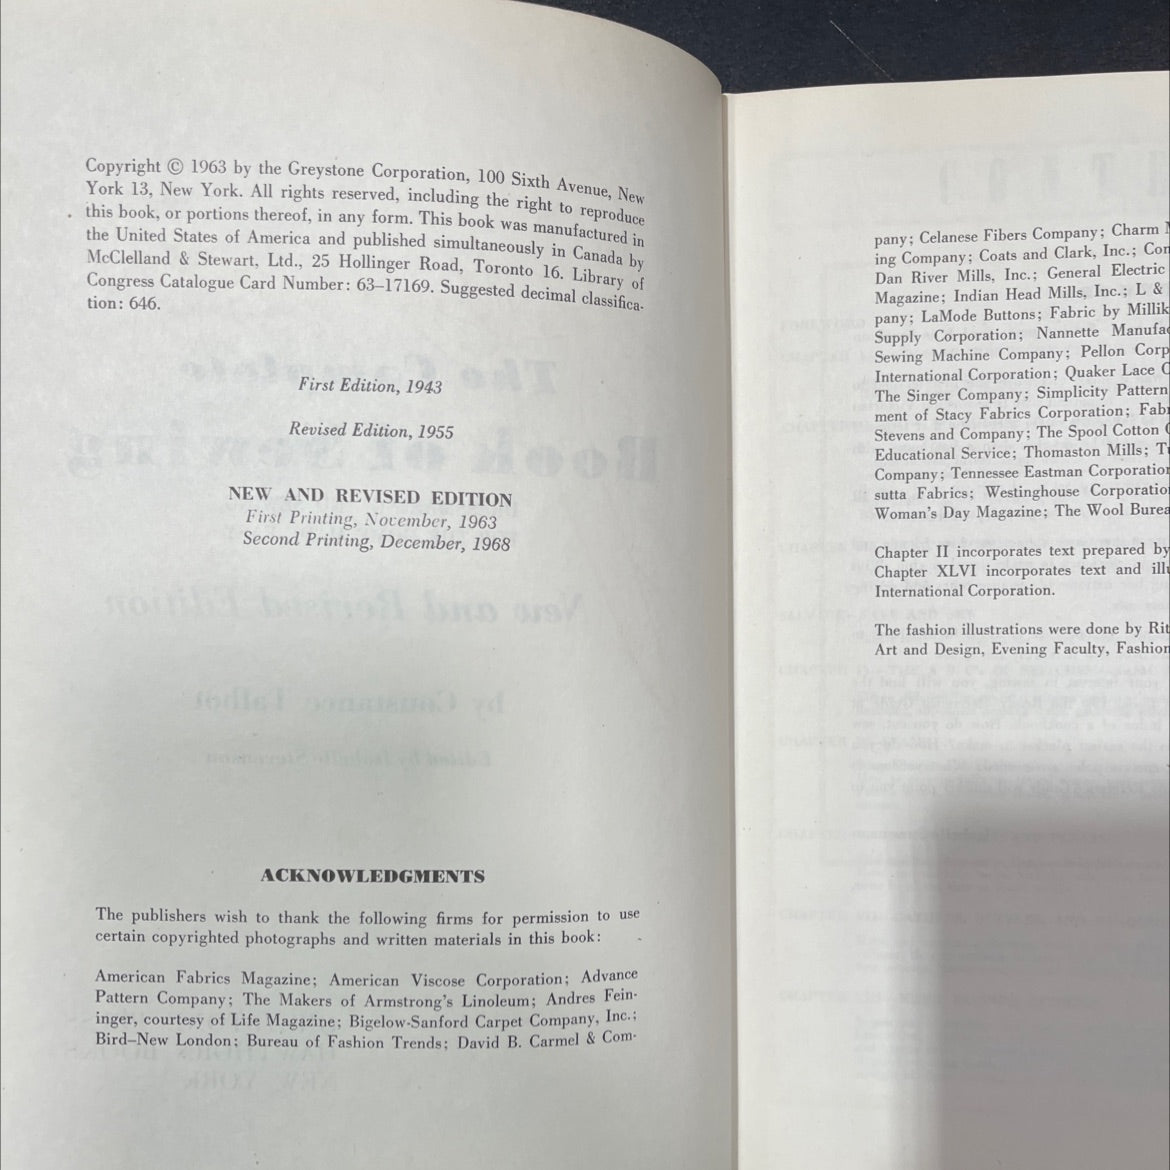 Copyright © 1963 by the Greystone Corporation, 100 Sixth Avenue, New
York 13, New York. All rights reserved, including the right to reproduce
this book, or portions thereof, in any form. This book was manufactured in
the United States of America and published simultaneously in Canada by
McClelland & Stewart, Ltd., 25 Hollinger Road, Toronto 16. Library of
Congress Catalogue Card Number: 63–17169. Suggested decimal classifica-
tion: 646.
First Edition, 1943
Revised Edition, 1955
NEW AND REVISED EDITION
First Printing, November, 1963
Second Printing, December, 1968
ACKNOWLEDGMENTS
The publishers wish to thank the following firms for permission to use
certain copyrighted photographs and written materials in this book:
American Fabrics Magazine; American Viscose Corporation; Advance
Pattern Company; The Makers of Armstrong's Linoleum; Andres Fein-
inger, courtesy of Life Magazine; Bigelow-Sanford Carpet Company, Inc.;
Bird–New London; Bureau of Fashion Trends; David B. Carmel & Com-
pany; Celanese Fibers Company; Charm
ing Company; Coats and Clark, Inc.;
Dan River Mills, Inc.; General Electric
Magazine; Indian Head Mills, Inc.; L &
pany; LaMode Buttons; Fabric by
Supply Corporation; Nannette
Sewing Machine Company; Pellon
International Corporation; Quaker Lace
The Singer Company; Simplicity Pattern
ment of Stacy Fabrics Corporation;
Stevens and Company; The Spool Cotton
Educational Service; Thomaston Mills;
Company; Tennessee Eastman Corporation
sutta Fabrics; Westinghouse
Woman's Day Magazine; The Wool
Chapter II incorporates text prepared by
Chapter XLVI incorporates text and
International Corporation.
The fashion illustrations were done by
Art and Design, Evening Faculty, Fashion